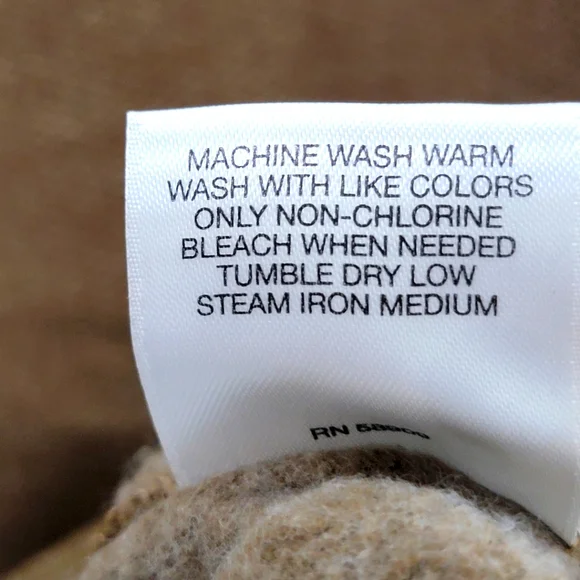 MACHINE WASH WARM
WASH WITH LIKE COLORS
ONLY NON-CHLORINE
BLEACH WHEN NEEDED
TUMBLE DRY LOW
STEAM IRON MEDIUM
RN